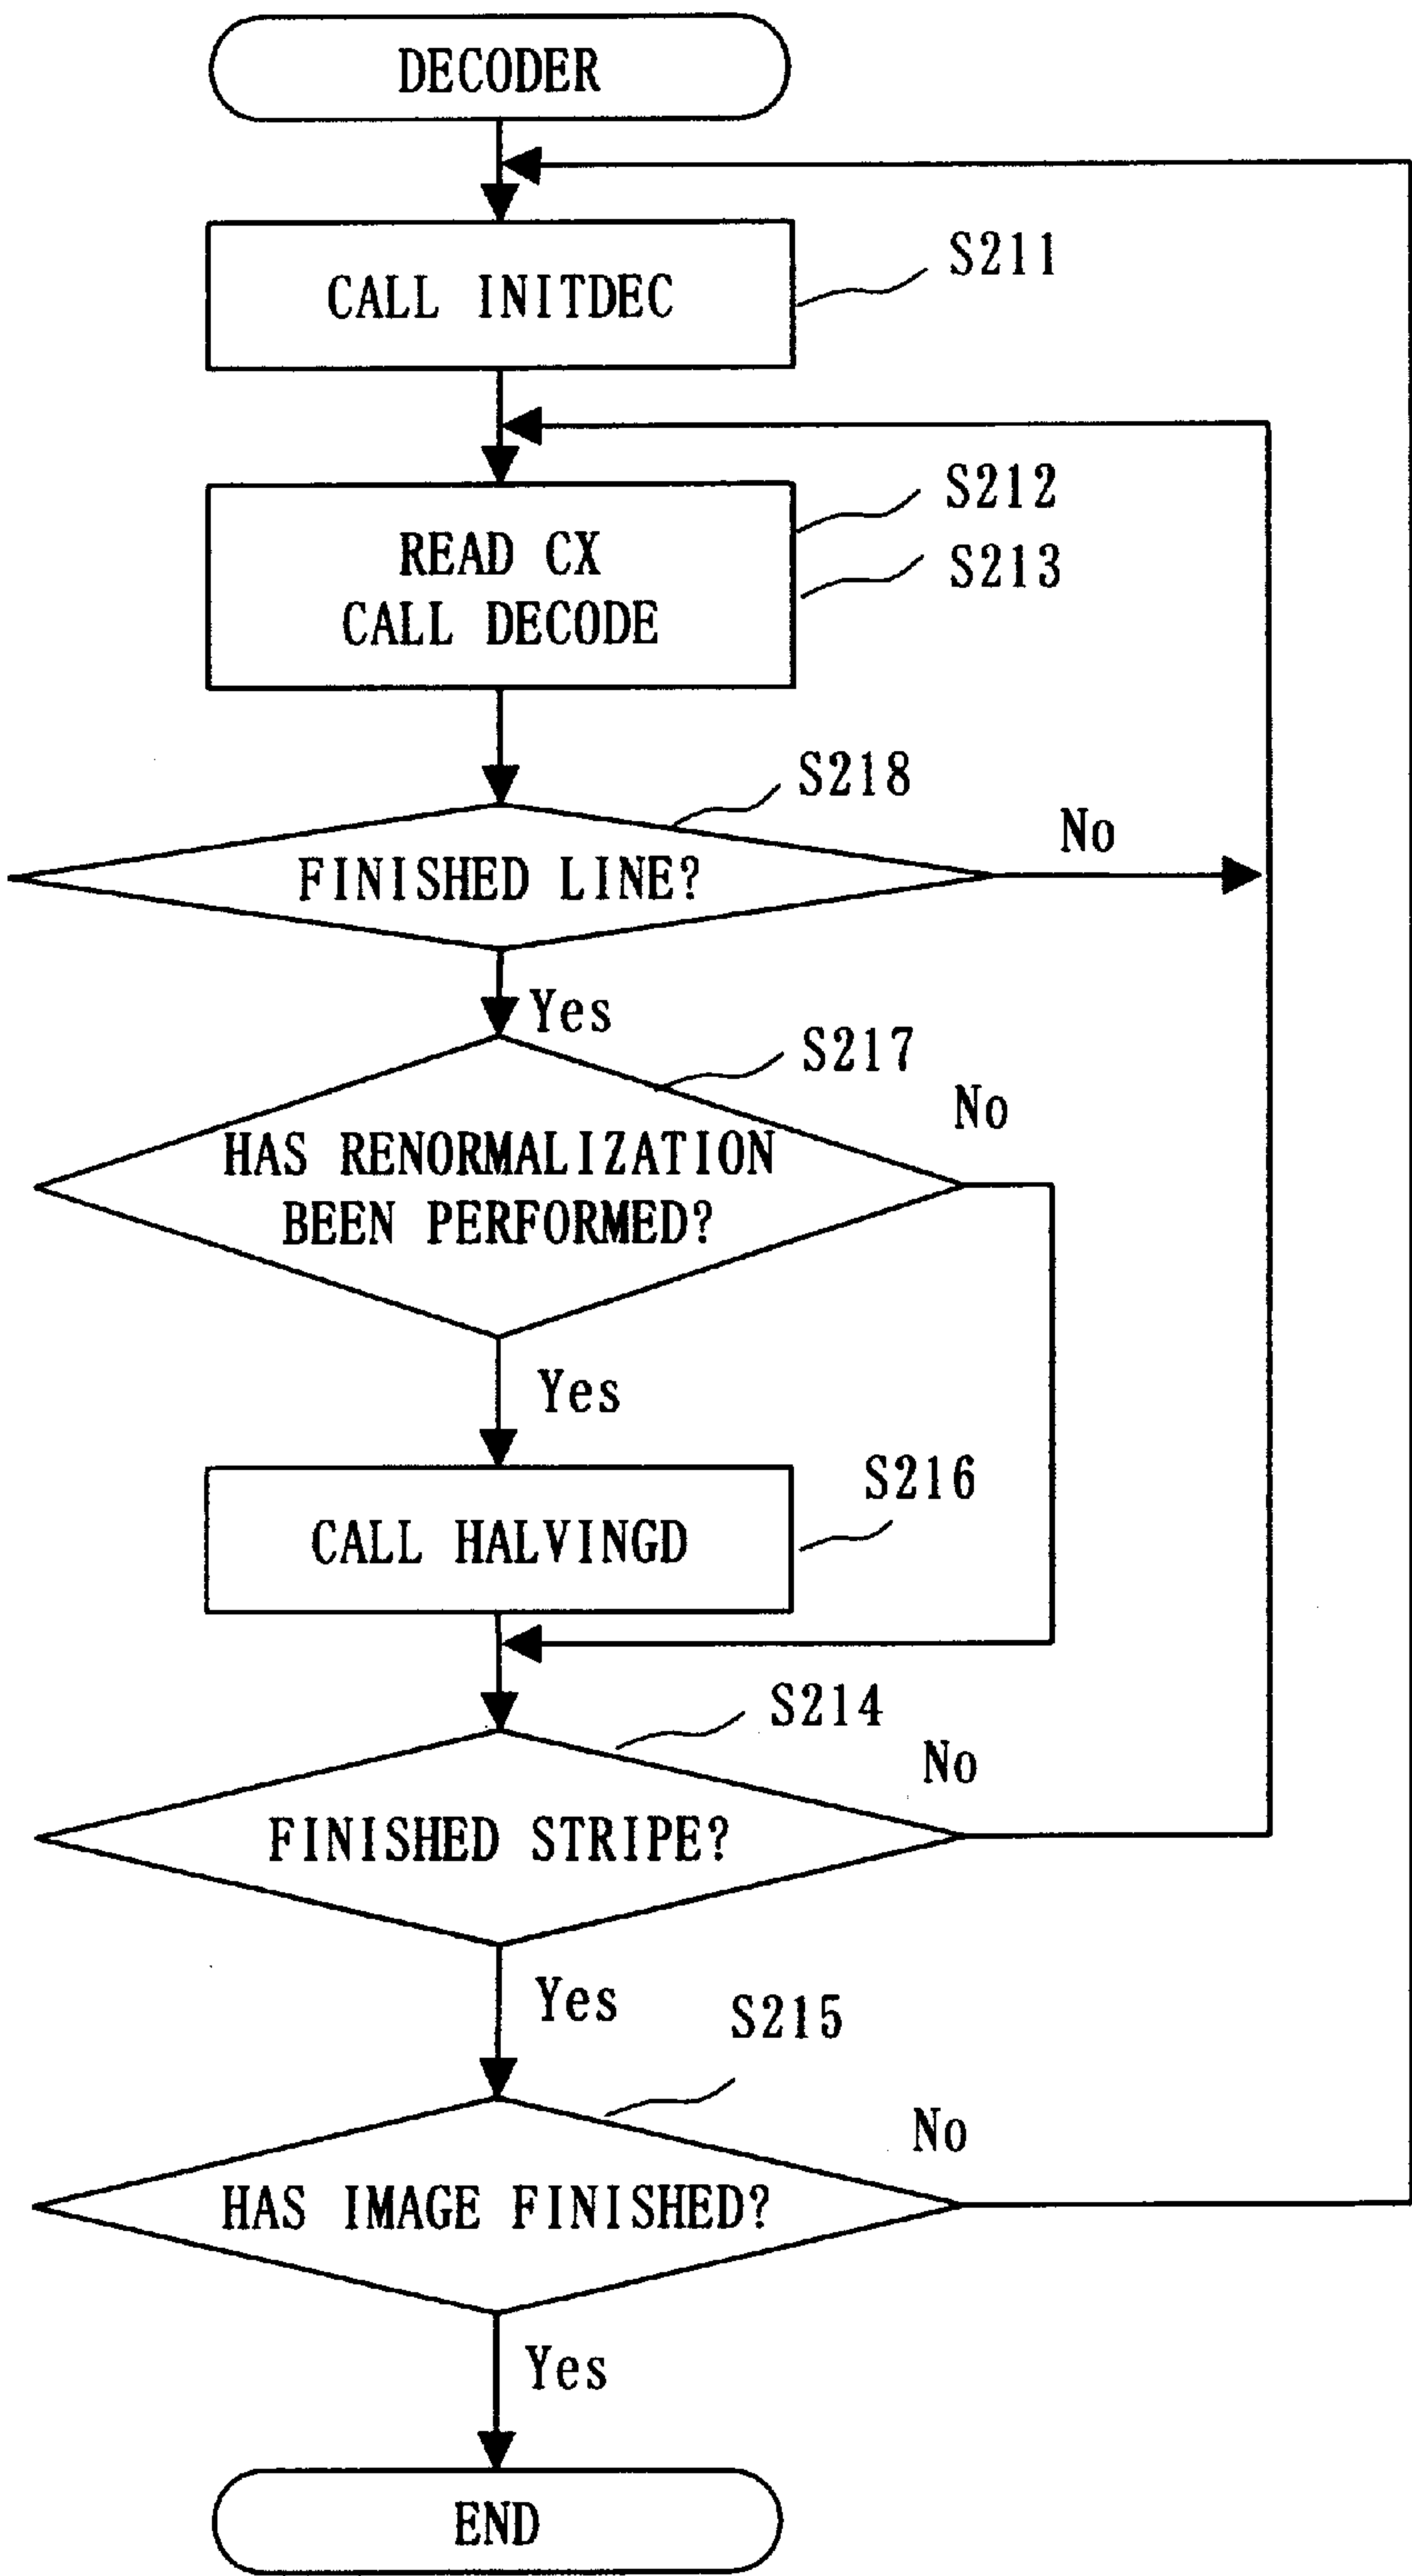 DECODER
CALL INITDEC
S211
READ CX
S212
CALL DECODE
S213
S218
FINISHED LINE?
No
Yes
S217
HAS RENORMALIZATION
BEEN PERFORMED?
No
Yes
CALL HALVINGD
S216
S214
FINISHED STRIPE?
No
Yes
S215
HAS IMAGE FINISHED?
No
Yes
END